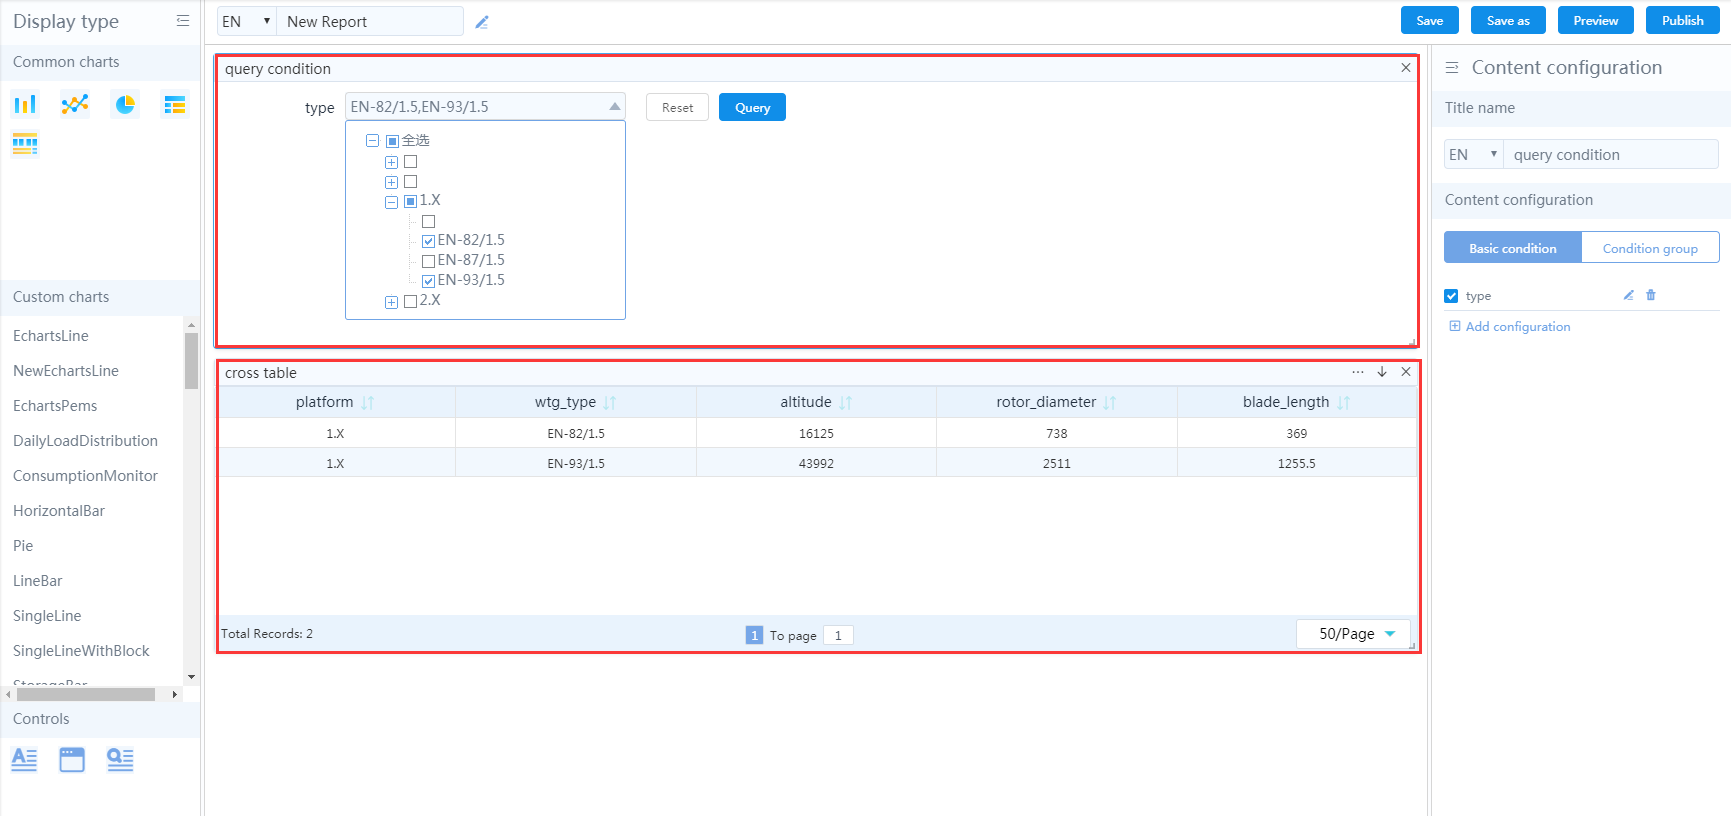 Display type
EN
New Report
Save
Save as
Preview
Publish
Common charts
Custom charts
EchartsLine
NewEchartsLine
EchartsPems
DailyLoadDistribution
ConsumptionMonitor
HorizontalBar
Pie
LineBar
SingleLine
SingleLineWithBlock
StorageBar
Controls
query condition
type
EN-82/1.5,EN-93/1.5
Reset
Query
全选
1.X
EN-82/1.5
EN-87/1.5
EN-93/1.5
2.X
cross table
platform wtg_type altitude rotor_diameter blade_length
1.X EN-82/1.5 16125 738 369
1.X EN-93/1.5 43992 2511 1255.5
Total Records: 2
1 To page 1
50/Page
Content configuration
Title name
EN query condition
Content configuration
Basic condition Condition group
type
Add configuration